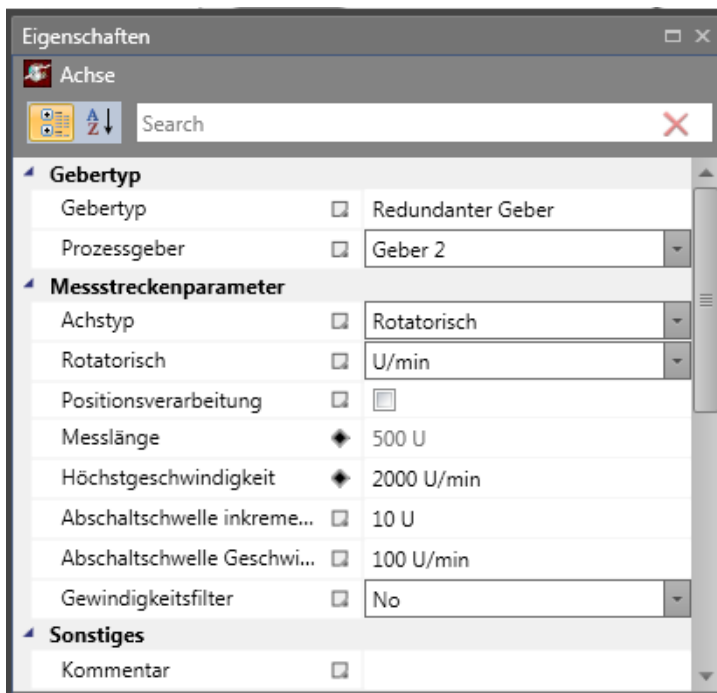 Eigenschaften
Achse
Search
Gebertyp
Gebertyp Redundanter Geber
Prozessgeber Geber 2
Messstreckenparameter
Achstyp Rotatorisch
Rotatorisch U/min
Positionsverarbeitung
Messlänge 500 U
Höchstgeschwindigkeit 2000 U/min
Abschaltschwelle inkreme... 10 U
Abschaltschwelle Geschwi... 100 U/min
Gewindigkeitsfilter No
Sonstiges
Kommentar